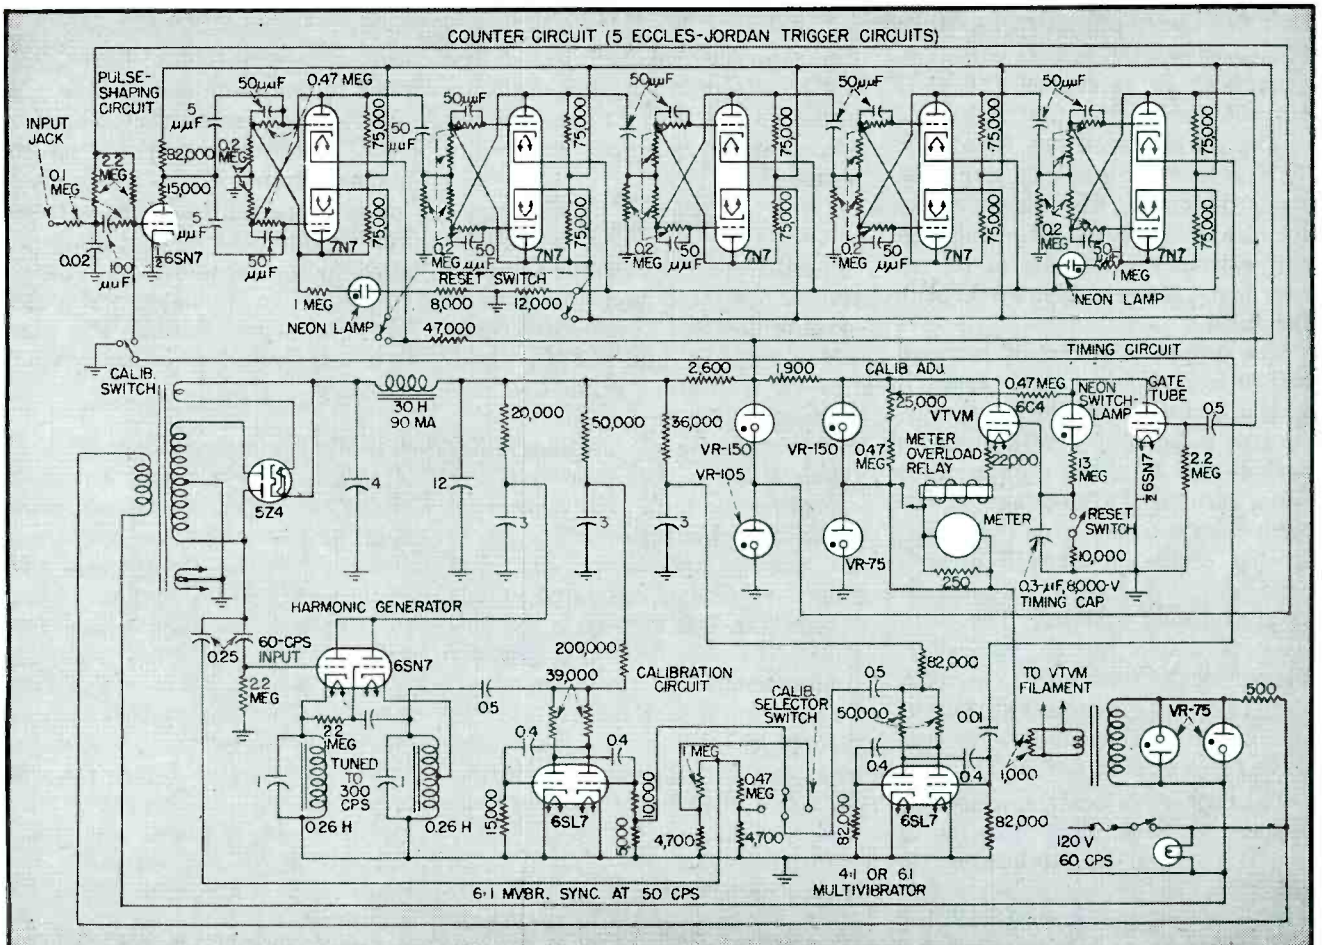 COUNTER CIRCUIT (5 ECCLES-JORDAN TRIGGER CIRCUITS)
PULSE-
SHAPING
CIRCUIT
INPUT
JACK
0.1
MEG
2.2
MEG
0.02
100
μμF
5
μμF
82,000
15,000
5
μμF
½6SN7
50μμF
0.47 MEG
0.2
MEG
50
μμF
7N7
75,000
75,000
1 MEG
NEON LAMP
50
μμF
50μμF
0.2
MEG
50
μμF
7N7
75,000
75,000
RESET SWITCH
8,000
12,000
47,000
50μμF
0.2
MEG
50
μμF
7N7
75,000
75,000
50μμF
0.2
MEG
50
μμF
7N7
75,000
75,000
50μμF
0.2
MEG
50
μμF
1 MEG
7N7
75,000
75,000
NEON LAMP
CALIB.
SWITCH
5Z4
30 H
90 MA
4
12
20,000
3
50,000
3
36,000
3
2,600
1,900
VR-150
VR-105
VR-150
VR-75
CALIB ADJ.
25,000
0.47
MEG
VTVM
6C4
METER
OVERLOAD
RELAY
22,000
METER
250
TIMING CIRCUIT
0.47 MEG
NEON
SWITCH-
LAMP
GATE
TUBE
0.5
13
MEG
½ 6SN7
2.2
MEG
RESET
SWITCH
10,000
0.3-μF, 8000-V
TIMING CAP
HARMONIC GENERATOR
0.25
60-CPS
INPUT
2.2
MEG
6SN7
2.2
MEG
TUNED
TO
300
CPS
1
0.26 H
1
0.26 H
0.5
200,000
39,000
0.4
0.4
15,000
6SL7
10,000
5,000
CALIBRATION
CIRCUIT
1 MEG
0.47
MEG
4,700
4,700
CALIB.
SELECTOR
SWITCH
6:1 MVBR. SYNC. AT 50 CPS
0.5
82,000
50,000
0.4
0.4
0.01
82,000
6SL7
82,000
4:1 OR 6:1
MULTIVIBRATOR
TO VTVM
FILAMENT
1,000
VR-75
500
120 V
60 CPS